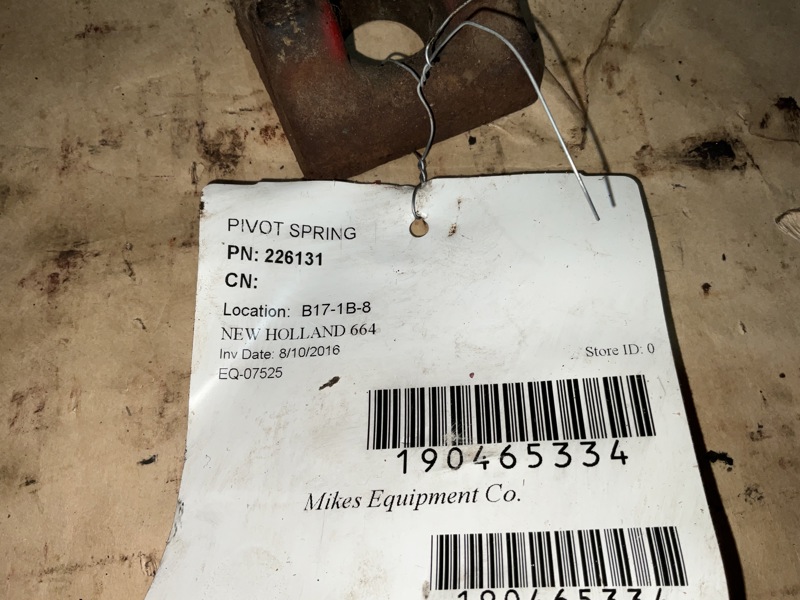 PIVOT SPRING
PN: 226131
CN:
Location: B17-1B-8
NEW HOLLAND 664
Inv Date: 8/10/2016
Store ID: 0
EQ-07525
190465334
Mikes Equipment Co.
190465334